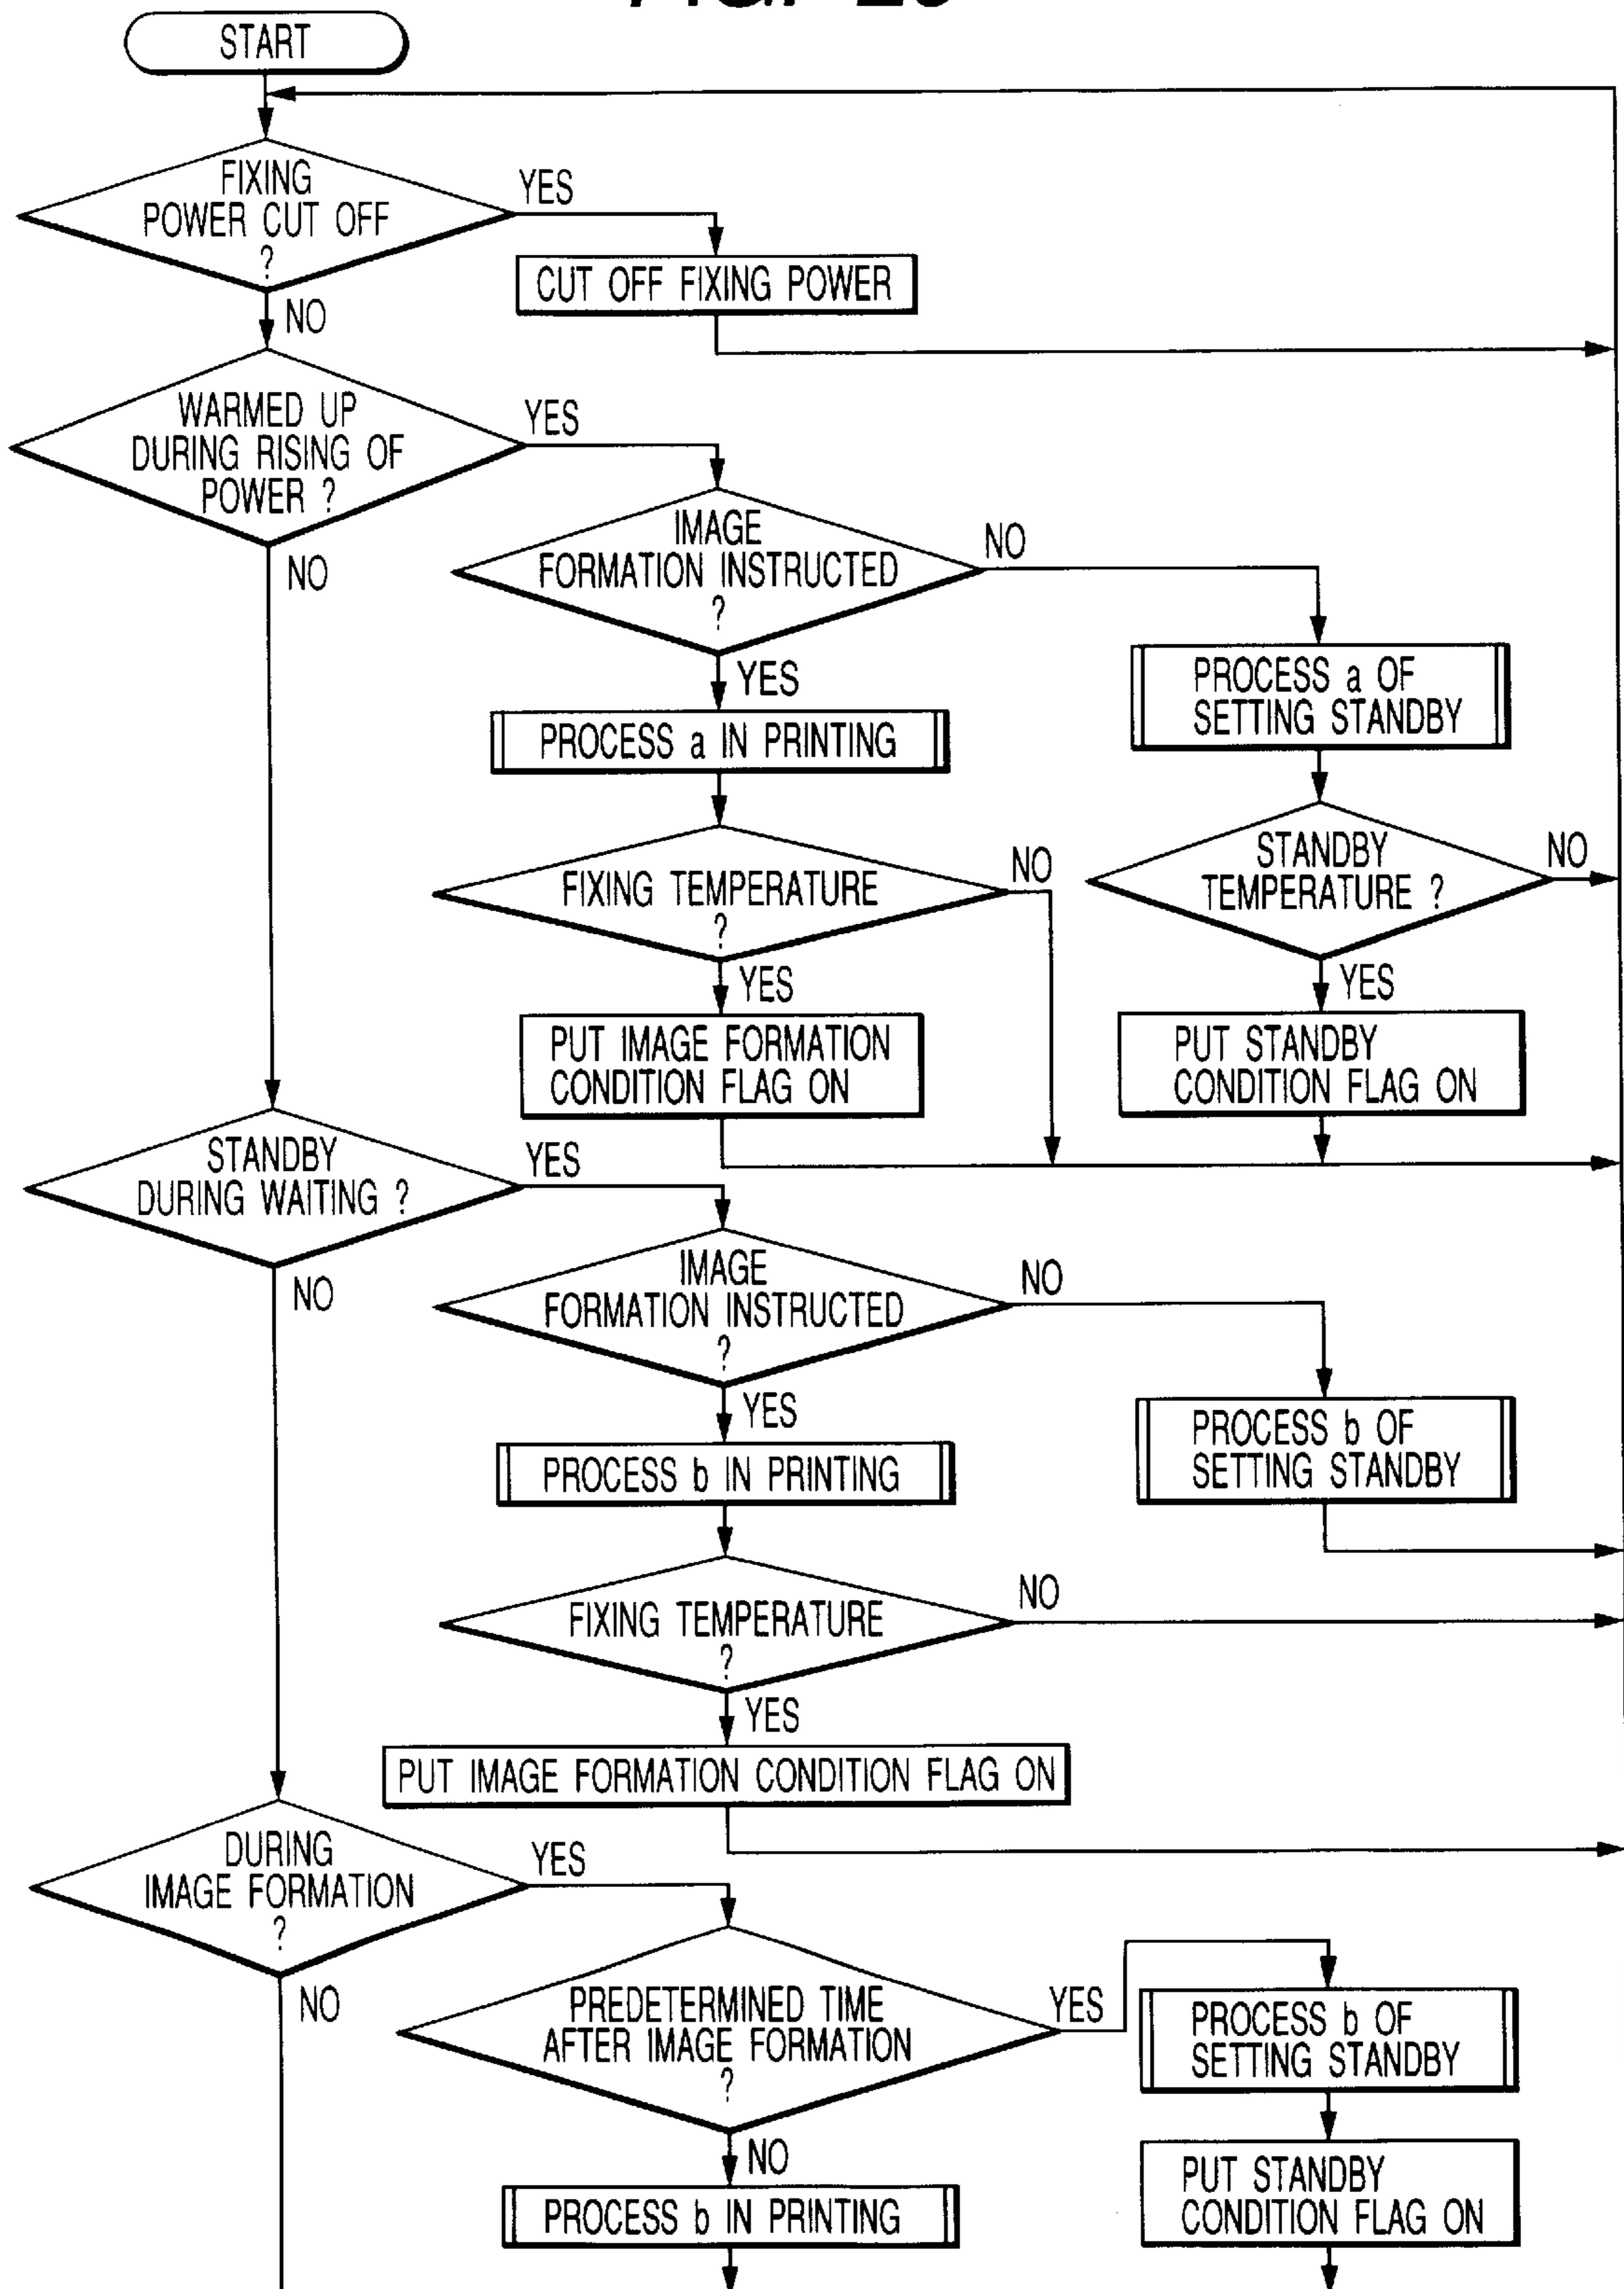 START
FIXING
POWER CUT OFF
?
YES
CUT OFF FIXING POWER
NO
WARMED UP
DURING RISING OF
POWER ?
YES
NO
IMAGE
FORMATION INSTRUCTED
?
NO
YES
PROCESS a OF
SETTING STANDBY
PROCESS a IN PRINTING
FIXING TEMPERATURE
?
NO
STANDBY
TEMPERATURE ?
NO
YES
YES
PUT IMAGE FORMATION
CONDITION FLAG ON
PUT STANDBY
CONDITION FLAG ON
STANDBY
DURING WAITING ?
YES
NO
IMAGE
FORMATION INSTRUCTED
?
NO
YES
PROCESS b OF
SETTING STANDBY
PROCESS b IN PRINTING
FIXING TEMPERATURE
?
NO
YES
PUT IMAGE FORMATION CONDITION FLAG ON
DURING
IMAGE FORMATION
?
YES
NO
PREDETERMINED TIME
AFTER IMAGE FORMATION
?
YES
PROCESS b OF
SETTING STANDBY
NO
PROCESS b IN PRINTING
PUT STANDBY
CONDITION FLAG ON